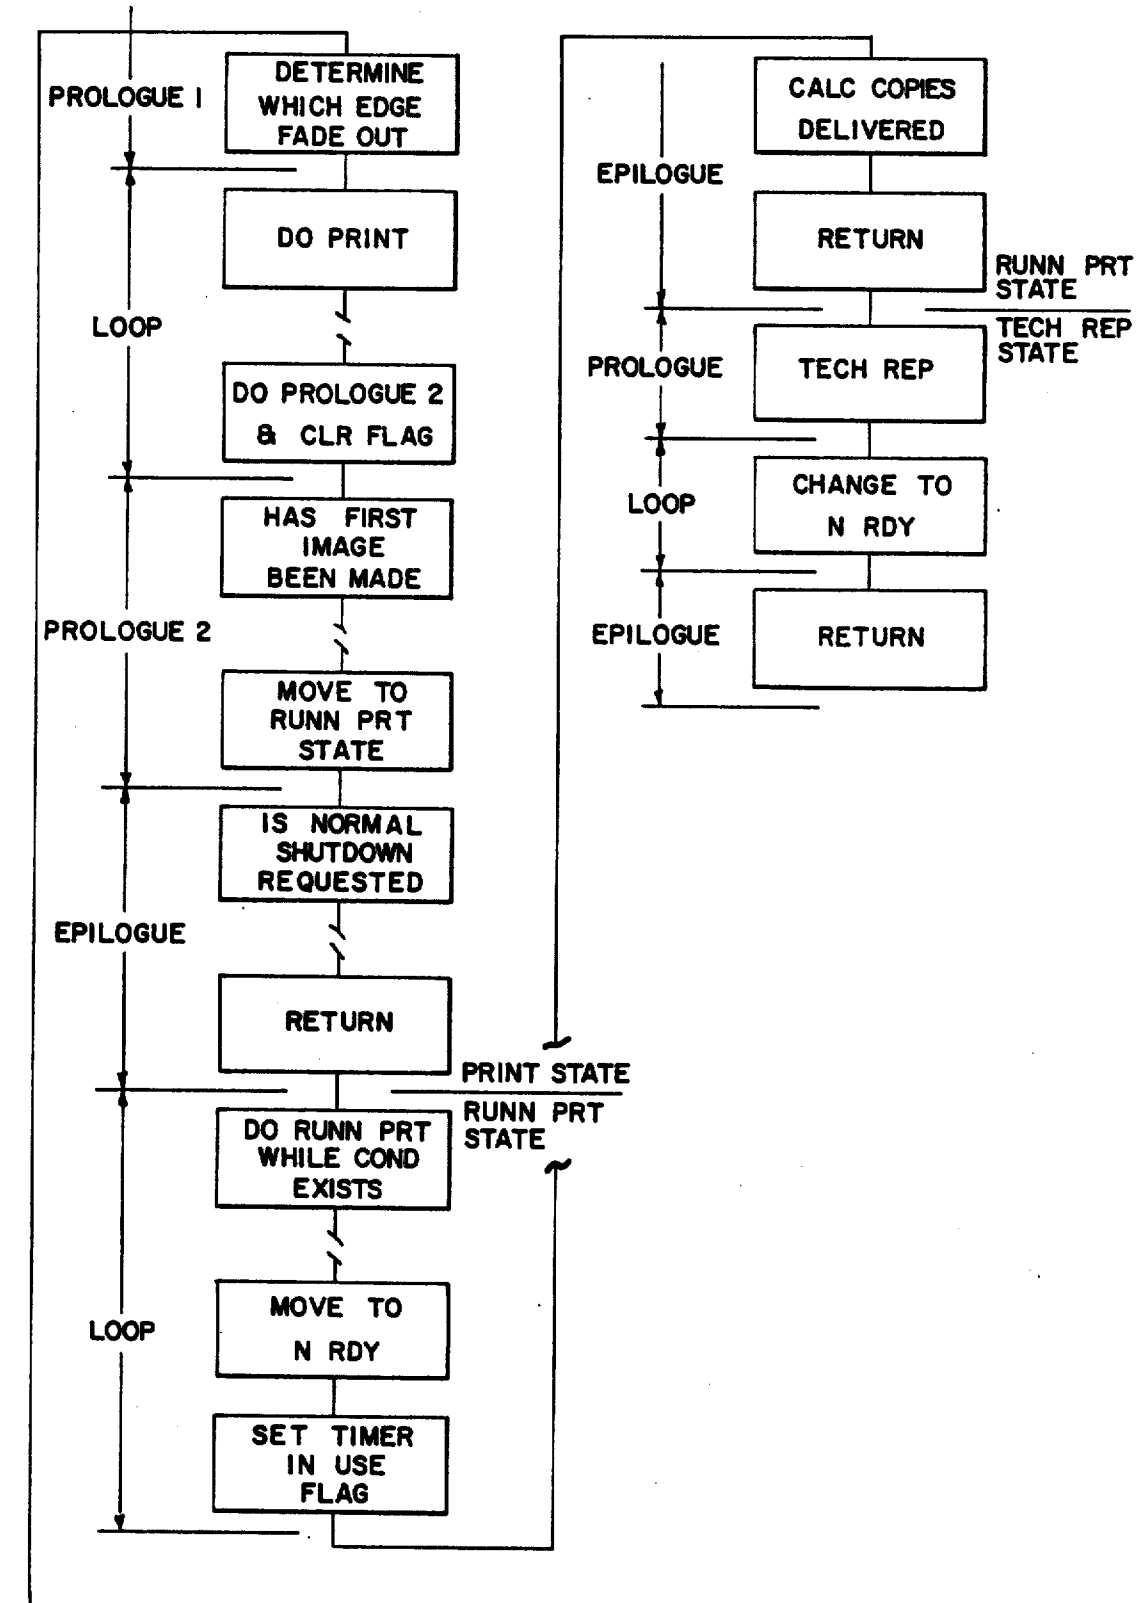 PROLOGUE 1
DETERMINE
WHICH EDGE
FADE OUT
LOOP
DO PRINT
DO PROLOGUE 2
& CLR FLAG
PROLOGUE 2
HAS FIRST
IMAGE
BEEN MADE
MOVE TO
RUNN PRT
STATE
EPILOGUE
IS NORMAL
SHUTDOWN
REQUESTED
RETURN
PRINT STATE
RUNN PRT
STATE
LOOP
DO RUNN PRT
WHILE COND
EXISTS
MOVE TO
N RDY
SET TIMER
IN USE
FLAG
EPILOGUE
CALC COPIES
DELIVERED
RETURN
RUNN PRT
STATE
TECH REP
STATE
PROLOGUE
TECH REP
LOOP
CHANGE TO
N RDY
EPILOGUE
RETURN